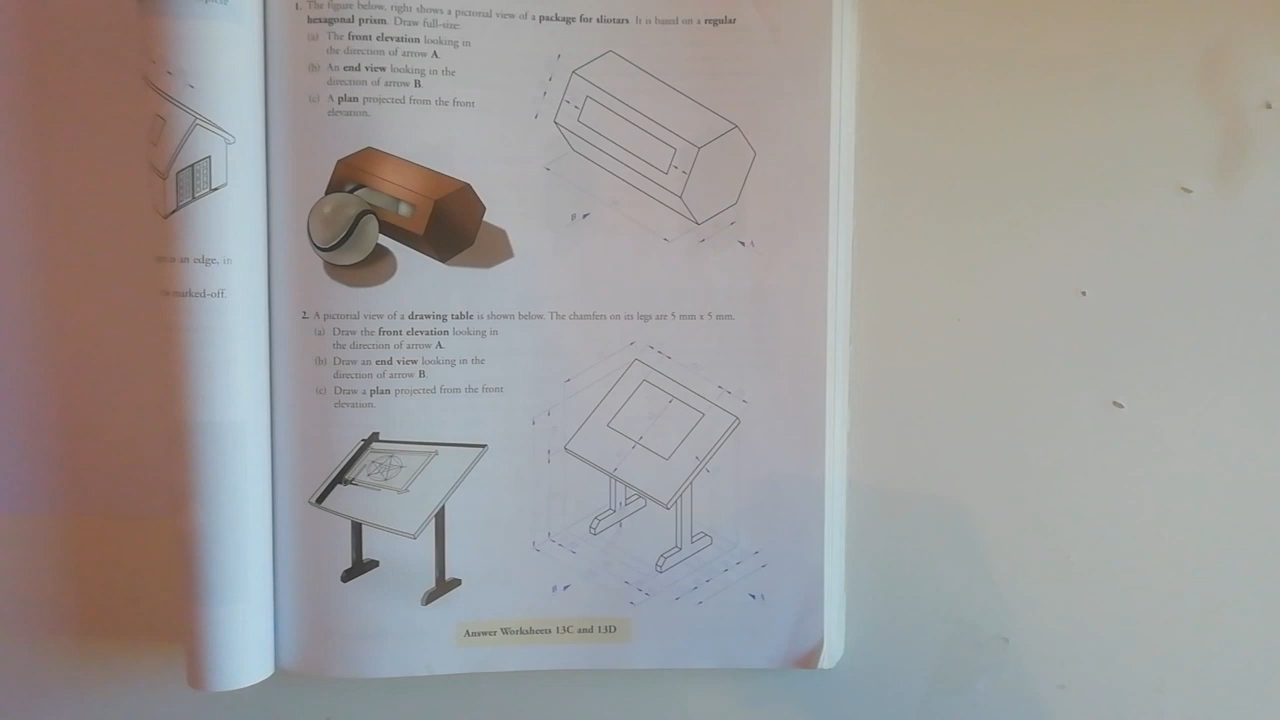 1. The figure below, right shows a pictorial view of a package for sliotars. It is based on a regular
hexagonal prism. Draw full-size:
(a) The front elevation looking in
the direction of arrow A.
(b) An end view looking in the
direction of arrow B.
(c) A plan projected from the front
elevation.
B
A
an edge, in
marked-off.
2. A pictorial view of a drawing table is shown below. The chamfers on its legs are 5 mm x 5 mm.
(a) Draw the front elevation looking in
the direction of arrow A.
(b) Draw an end view looking in the
direction of arrow B.
(c) Draw a plan projected from the front
elevation.
B
A
Answer Worksheets 13C and 13D